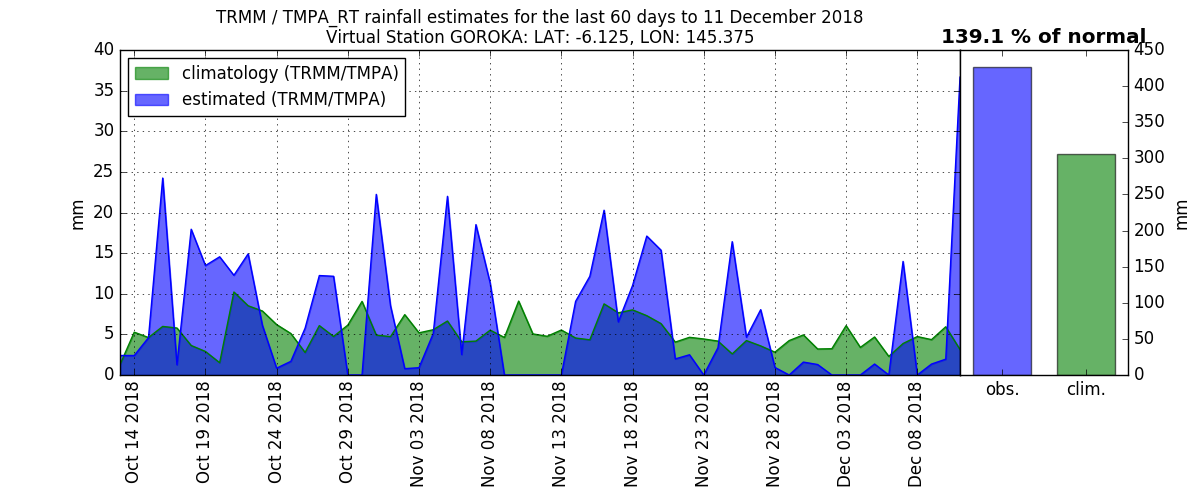 TRMM / TMPA_RT rainfall estimates for the last 60 days to 11 December 2018
Virtual Station GOROKA: LAT: -6.125, LON: 145.375
139.1 % of normal
climatology (TRMM/TMPA)
estimated (TRMM/TMPA)
40
35
30
25
20
15
10
5
0
mm
450
400
350
300
250
200
150
100
50
0
mm
Oct 14 2018
Oct 19 2018
Oct 24 2018
Oct 29 2018
Nov 03 2018
Nov 08 2018
Nov 13 2018
Nov 18 2018
Nov 23 2018
Nov 28 2018
Dec 03 2018
Dec 08 2018
obs.
clim.